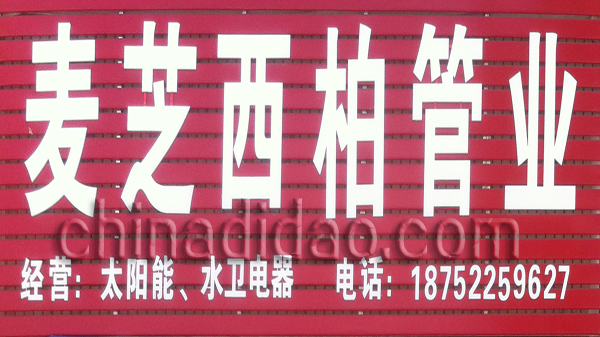 麦芝西柏管业
chinadidao.com
经营：太阳能、水卫电器 电话：18752259627